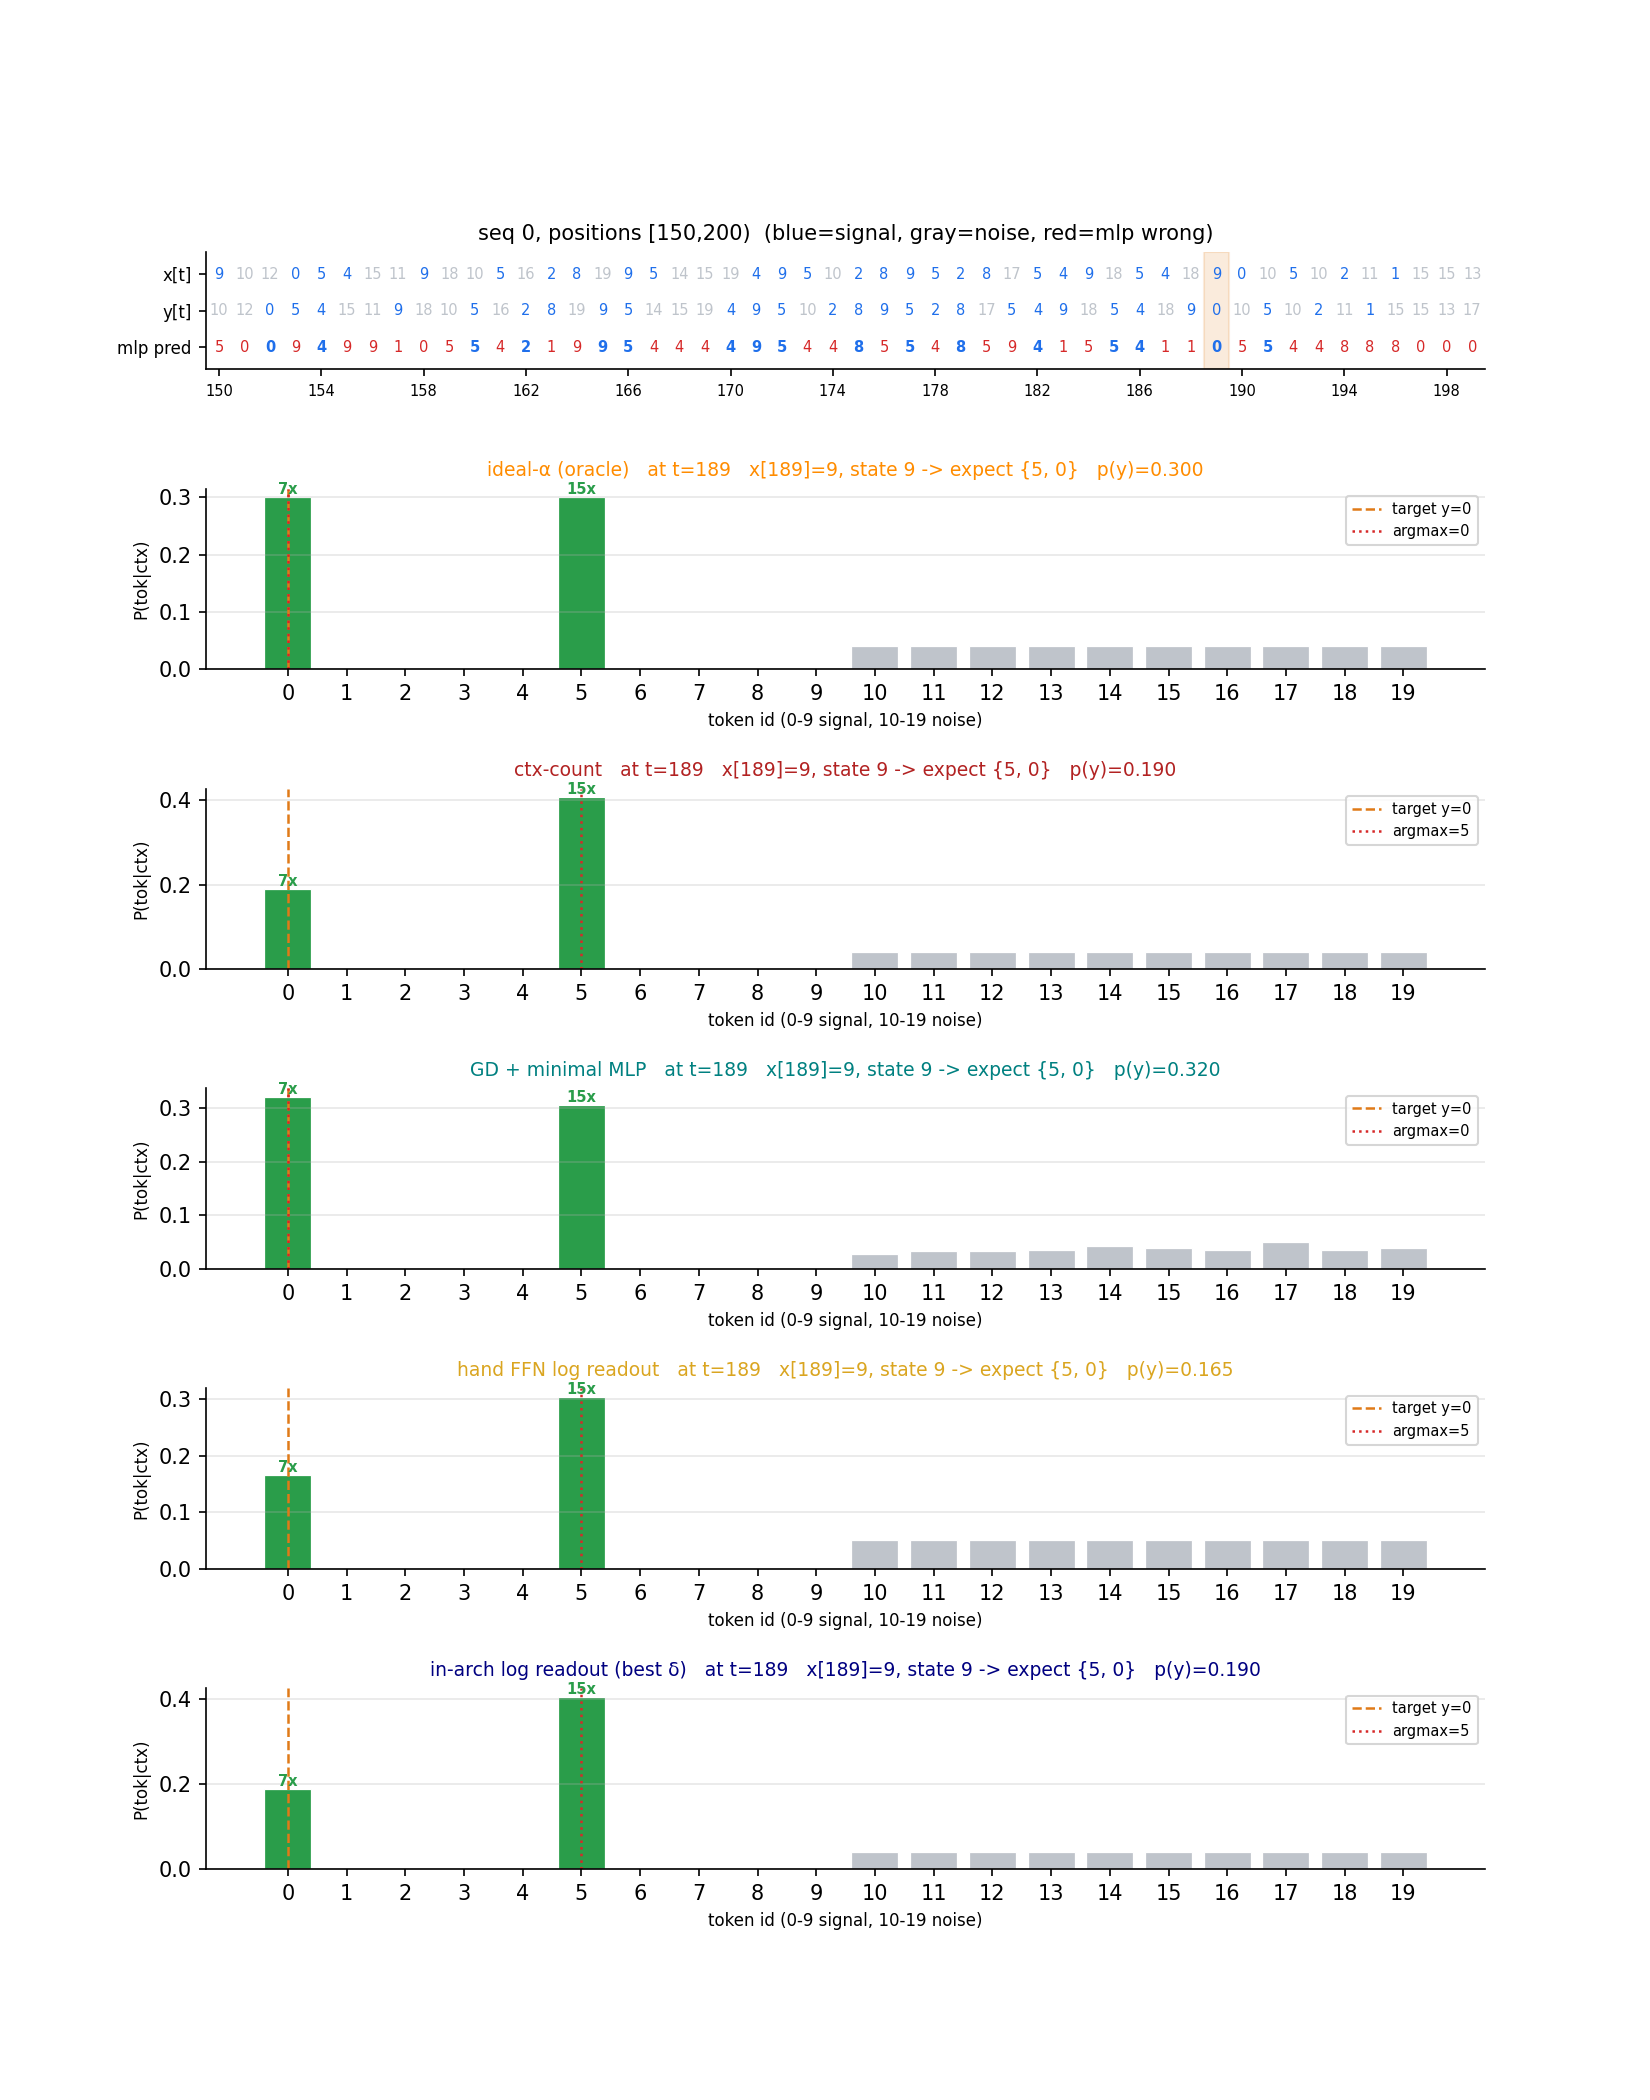 seq 0, positions [150,200)  (blue=signal, gray=noise, red=mlp wrong)
x[t] 9 10 12 0 5 4 15 11 9 18 10 5 16 2 8 19 9 5 14 15 19 4 9 5 10 2 8 9 5 2 8 17 5 4 9 18 5 4 18 9 0 10 5 10 2 11 1 15 15 13
y[t] 10 12 0 5 4 15 11 9 18 10 5 16 2 8 19 9 5 14 15 19 4 9 5 10 2 8 9 5 2 8 17 5 4 9 18 5 4 18 9 0 10 5 10 2 11 1 15 15 13 17
mlp pred 5 0 0 9 4 9 9 1 0 5 5 4 2 1 9 9 5 4 4 4 4 9 5 4 4 8 5 5 4 8 5 9 4 1 5 5 4 1 1 0 5 5 4 4 8 8 8 0 0 0
150 154 158 162 166 170 174 178 182 186 190 194 198
ideal-α (oracle)   at t=189   x[189]=9, state 9 -> expect {5, 0}   p(y)=0.300
7x 15x
0.3
0.2
0.1
0.0
P(tok|ctx)
target y=0
argmax=0
0 1 2 3 4 5 6 7 8 9 10 11 12 13 14 15 16 17 18 19
token id (0-9 signal, 10-19 noise)
ctx-count   at t=189   x[189]=9, state 9 -> expect {5, 0}   p(y)=0.190
15x
7x
0.4
0.2
0.0
P(tok|ctx)
target y=0
argmax=5
0 1 2 3 4 5 6 7 8 9 10 11 12 13 14 15 16 17 18 19
token id (0-9 signal, 10-19 noise)
GD + minimal MLP   at t=189   x[189]=9, state 9 -> expect {5, 0}   p(y)=0.320
7x 15x
0.3
0.2
0.1
0.0
P(tok|ctx)
target y=0
argmax=0
0 1 2 3 4 5 6 7 8 9 10 11 12 13 14 15 16 17 18 19
token id (0-9 signal, 10-19 noise)
hand FFN log readout   at t=189   x[189]=9, state 9 -> expect {5, 0}   p(y)=0.165
15x
7x
0.3
0.2
0.1
0.0
P(tok|ctx)
target y=0
argmax=5
0 1 2 3 4 5 6 7 8 9 10 11 12 13 14 15 16 17 18 19
token id (0-9 signal, 10-19 noise)
in-arch log readout (best δ)   at t=189   x[189]=9, state 9 -> expect {5, 0}   p(y)=0.190
15x
7x
0.4
0.2
0.0
P(tok|ctx)
target y=0
argmax=5
0 1 2 3 4 5 6 7 8 9 10 11 12 13 14 15 16 17 18 19
token id (0-9 signal, 10-19 noise)